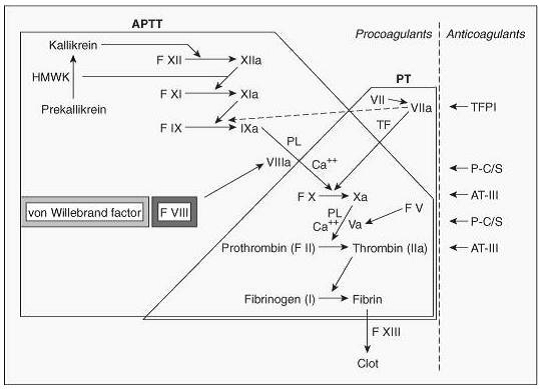 APTT
Procoagulants
Anticoagulants
Kallikrein
F XII
XIIa
HMWK
PT
F XI
XIa
VII
VIIa
TFPI
Prekallikrein
F IX
IXa
TF
PL
VIIIa
Ca++
P-C/S
F X
Xa
AT-III
von Willebrand factor
F VIII
PL
F V
Ca++
Va
P-C/S
Prothrombin (F II)
Thrombin (IIa)
AT-III
Fibrinogen (I)
Fibrin
F XIII
Clot